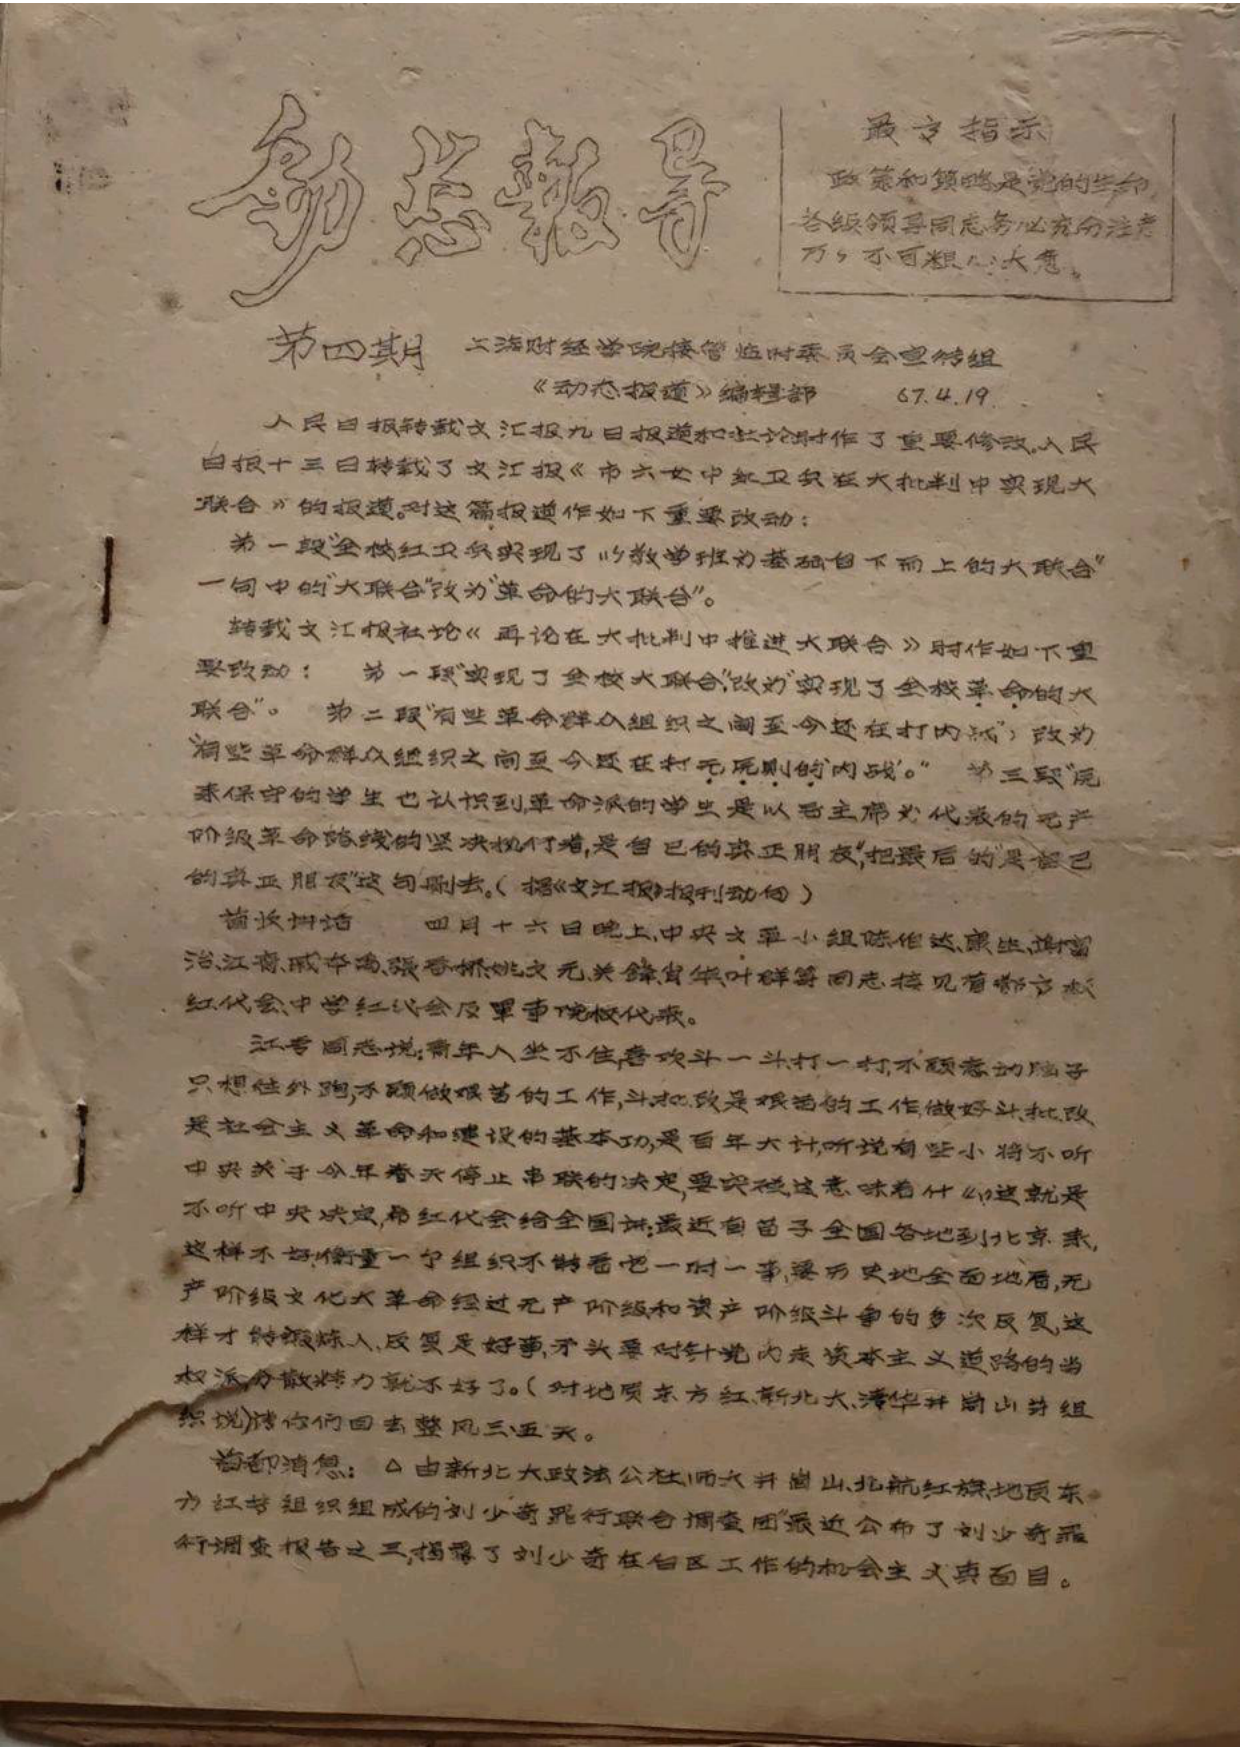 动态报导
最高指示
政策和策略是党的生命,
各级领导同志务必充分注意
万々不可粗心大意。
第四期
上海财经学院接管临时委员会宣传组
《动态报道》编辑部 67.4.19.
人民日报转载文汇报九日报道和社论时作了重要修改,人民
日报十三日转载了文汇报《市六女中红卫兵在大批判中实现大
联合》的报道。对这篇报道作如下重要改动:
第一段"全校红卫兵实现了以教学班为基础自下而上的大联合"
一句中的"大联合"改为"革命的大联合"。
转载文汇报社论《再论在大批判中推进大联合》时作如下重
要改动: 第一段"实现了全校大联合",改为"实现了全校革命的大
联合"。 第二段"有些革命群众组织之间至今还在打内战",改为
"有些革命群众组织之间至今还在打无原则的'内战'。" 第三段"原
来保守的学生也认识到,革命派的学生是以毛主席为代表的无产
阶级革命路线的坚决执行者,是自己的真正朋友",把最后的"是自己
的真正朋友"这句删去。(据《文汇报》报刊动向)
首长讲话 四月十六日晚上,中央文革小组陈伯达、康生、谢富
治、江青、戚本禹、張春桥、姚文元、关鋒、肖华、叶群等同志接见首都
红代会、中学红代会及军事院校代表。
江青同志说:青年人坐不住,喜欢斗一斗,打一打,不愿意动脑子
只想往外跑,不愿做艰苦的工作,斗、批、改是艰苦的工作,做好斗、批、改
是社会主义革命和建设的基本功,是百年大计,听说有些小将不听
中央关于今年春天停止串联的决定,要突破,这意味着什么,这就是
不听中央决定,希红代会给全国讲:最近有苗子全国各地到北京来,
这样不好,衡量一个组织不能看它一时一事,要历史地全面地看,无
产阶级文化大革命经过无产阶级和资产阶级斗争的多次反复,这
样才能锻炼人,反复是好事,矛头要对针党内走资本主义道路的当
权派,分散精力就不好了。(对地质东方红、新北大、清华井岗山等组
织说)请你们回去整风三、五天。
首都消息: △由新北大政法公社、师大井岗山、北航红旗、地质东
方红等组织组成的"刘少奇罪行联合调查团"最近公布了刘少奇罪
行调查报告之三,揭露了刘少奇在白区工作的机会主义真面目。